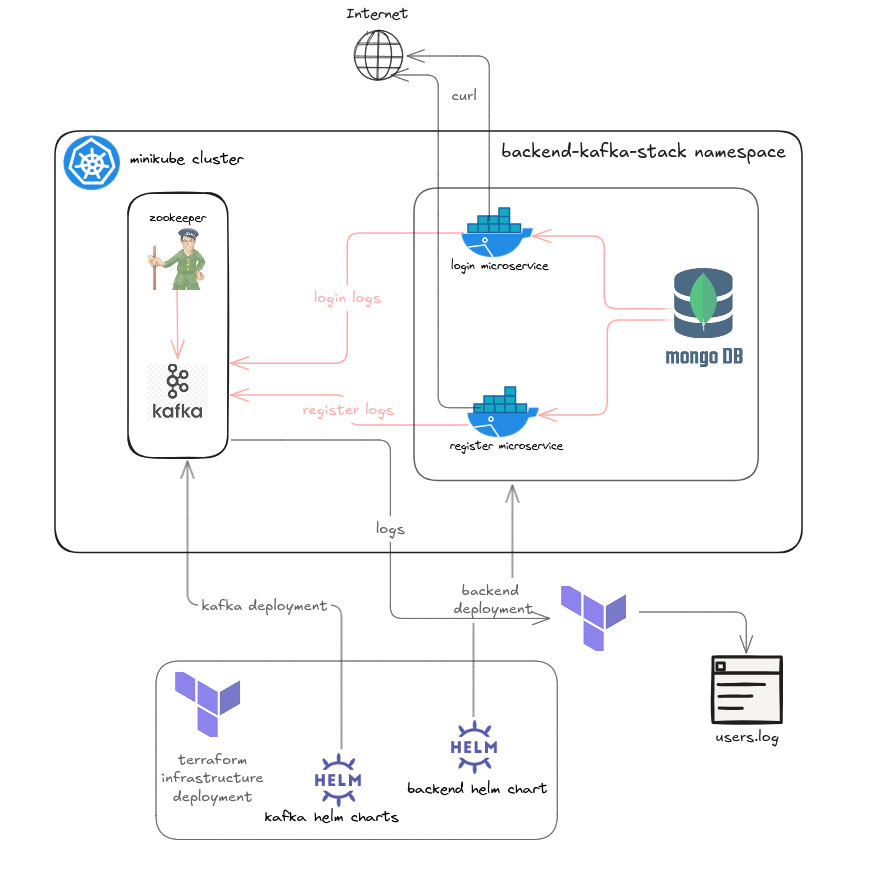 Internet
curl
minikube cluster
backend-kafka-stack namespace
zookeeper
login microservice
login logs
mongo DB
kafka
register logs
register microservice
logs
backend
deployment
kafka deployment
users.log
terraform
infrastructure
deployment
HELM
kafka helm charts
HELM
backend helm chart